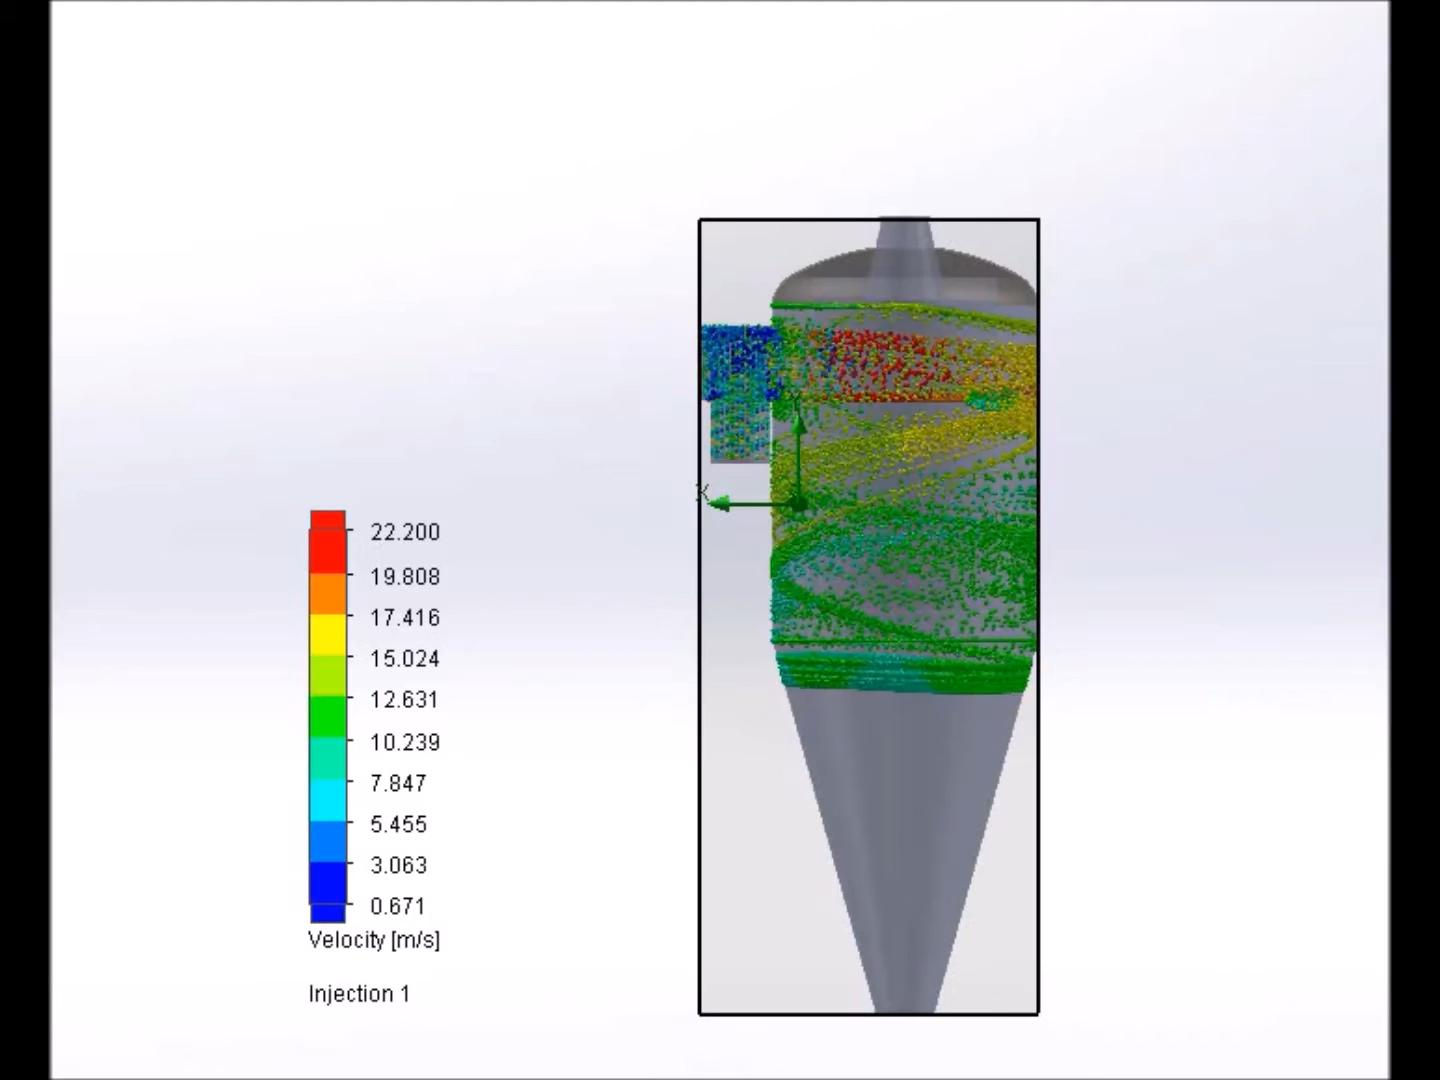 22.200
19.808
17.416
15.024
12.631
10.239
7.847
5.455
3.063
0.671
Velocity [m/s]
Injection 1
X
Y